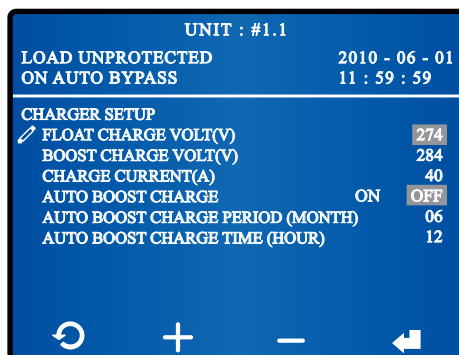 UNIT : #1.1
LOAD UNPROTECTED 2010 - 06 - 01
ON AUTO BYPASS 11 : 59 : 59
CHARGER SETUP
FLOAT CHARGE VOLT(V) 274
BOOST CHARGE VOLT(V) 284
CHARGE CURRENT(A) 40
AUTO BOOST CHARGE ON OFF
AUTO BOOST CHARGE PERIOD (MONTH) 06
AUTO BOOST CHARGE TIME (HOUR) 12